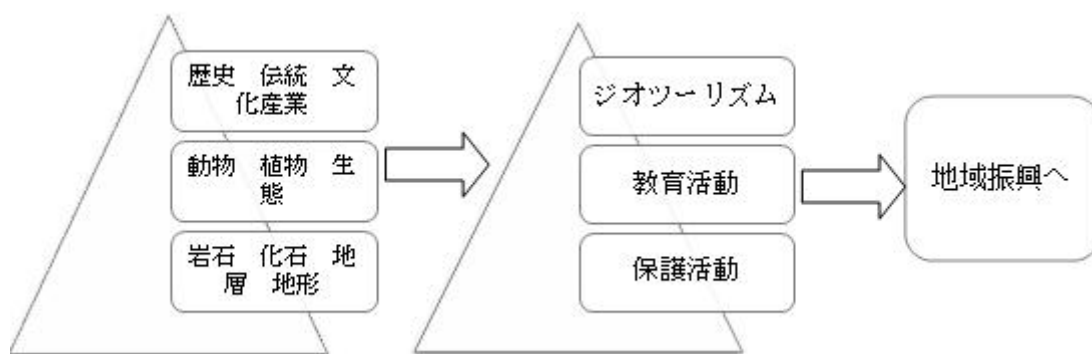 歴史　伝統　文
化産業
動物　植物　生
態
岩石　化石　地
層　地形
ジオツーリズム
教育活動
保護活動
地域振興へ